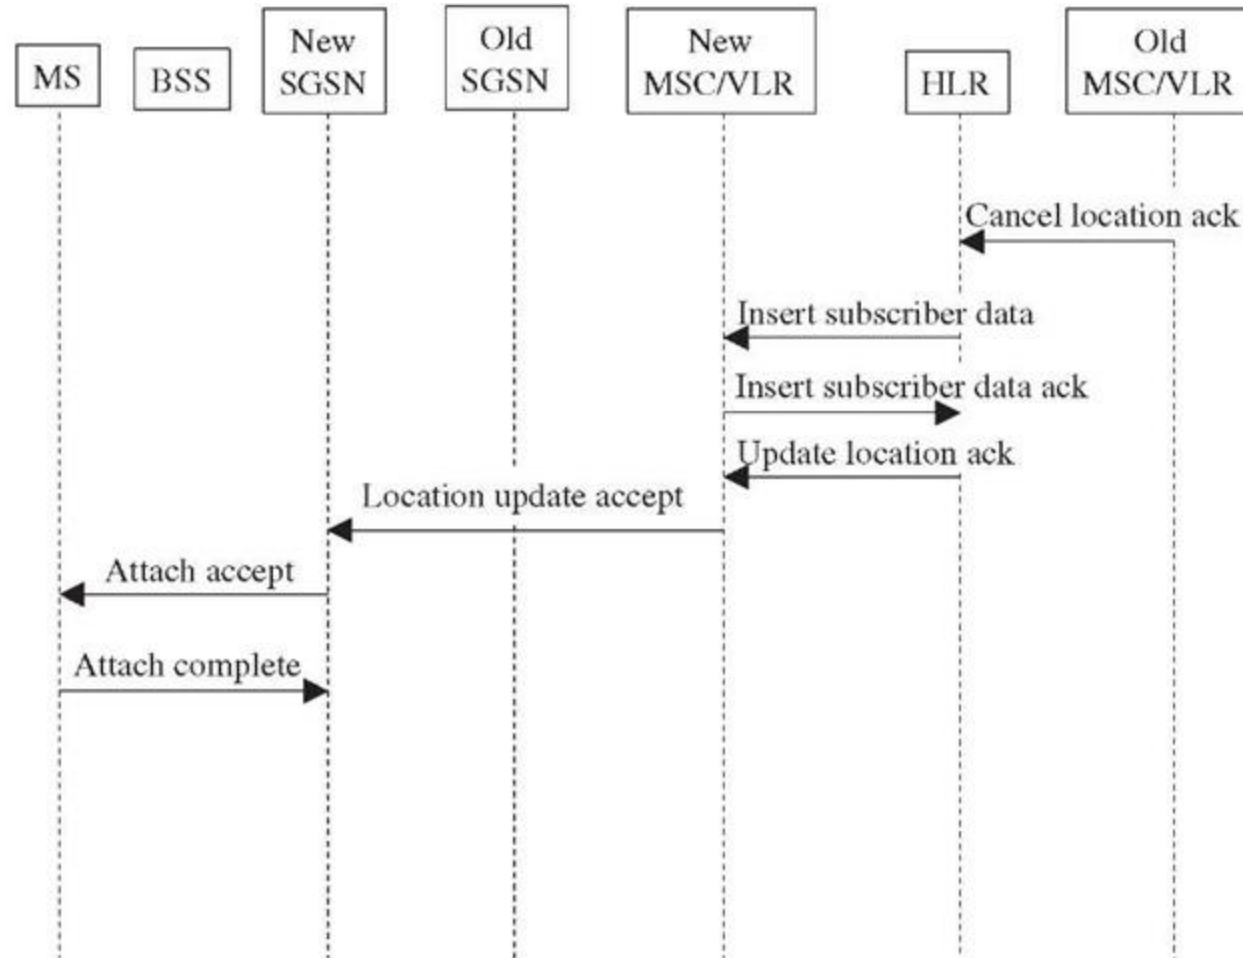 MS
BSS
New
SGSN
Old
SGSN
New
MSC/VLR
HLR
Old
MSC/VLR
Cancel location ack
Insert subscriber data
Insert subscriber data ack
Update location ack
Location update accept
Attach accept
Attach complete